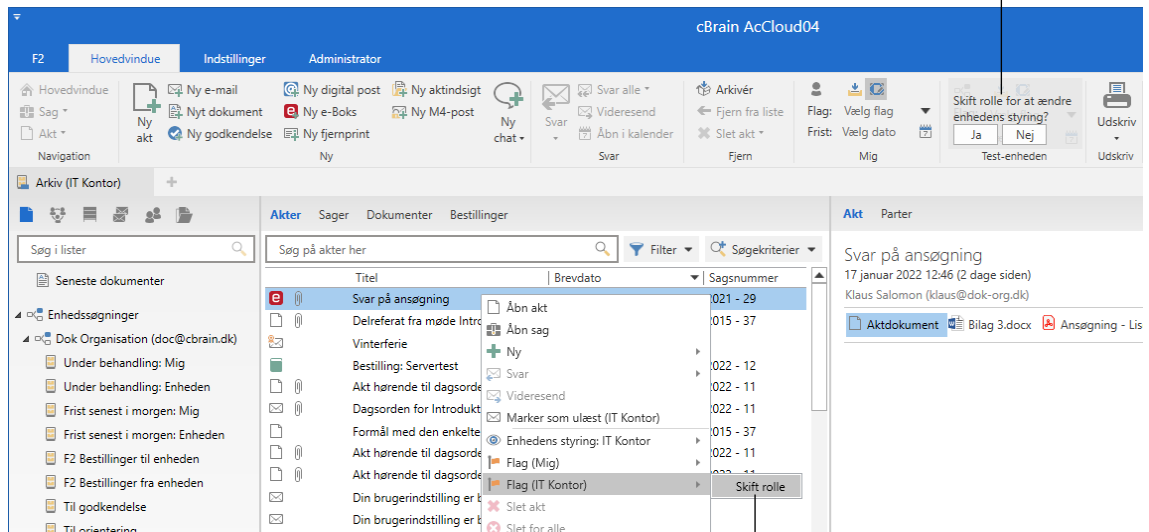 cBrain AcCloud04
F2 Hovedvindue Indstillinger Administrator
Hovedvindue
Sag
Akt
Navigation
Ny akt
Ny e-mail
Nyt dokument
Ny godkendelse
Ny digital post
Ny e-Boks
Ny fjernprint
Ny aktindsigt
Ny M4-post
Ny chat
Ny
Svar
Svar alle
Videresend
Åbn i kalender
Svar
Arkivér
Fjern fra liste
Slet akt
Fjern
Flag: Vælg flag
Frist: Vælg dato
Mig
Skift rolle for at ændre
enhedens styring?
Ja Nej
Test-enheden
Udskriv
Udskriv
Arkiv (IT Kontor)
Søg i lister
Seneste dokumenter
Enhedssøgninger
Dok Organisation (doc@cbrain.dk)
Under behandling: Mig
Under behandling: Enheden
Frist senest i morgen: Mig
Frist senest i morgen: Enheden
F2 Bestillinger til enheden
F2 Bestillinger fra enheden
Til godkendelse
Til orientering
Akter Sager Dokumenter Bestillinger
Søg på akter her Filter Søgekriterier
Titel Brevdato Sagsnummer
Svar på ansøgning 2021 - 29
Delreferat fra møde Intro 2015 - 37
Vinterferie
Bestilling: Servertest 2022 - 12
Akt hørende til dagsorde 2022 - 11
Dagsorden for Introdukt 2022 - 11
Formål med den enkelte 2015 - 37
Akt hørende til dagsorde 2022 - 11
Akt hørende til dagsorde 2022 - 11
Din brugerindstilling er b
Din brugerindstilling er b
Åbn akt
Åbn sag
Ny
Svar
Videresend
Marker som ulæst (IT Kontor)
Enhedens styring: IT Kontor
Flag (Mig)
Flag (IT Kontor)
Slet akt
Slet for alle
Skift rolle
Akt Parter
Svar på ansøgning
17 januar 2022 12:46 (2 dage siden)
Klaus Salomon (klaus@dok-org.dk)
Aktdokument Bilag 3.docx Ansøgning - Lis